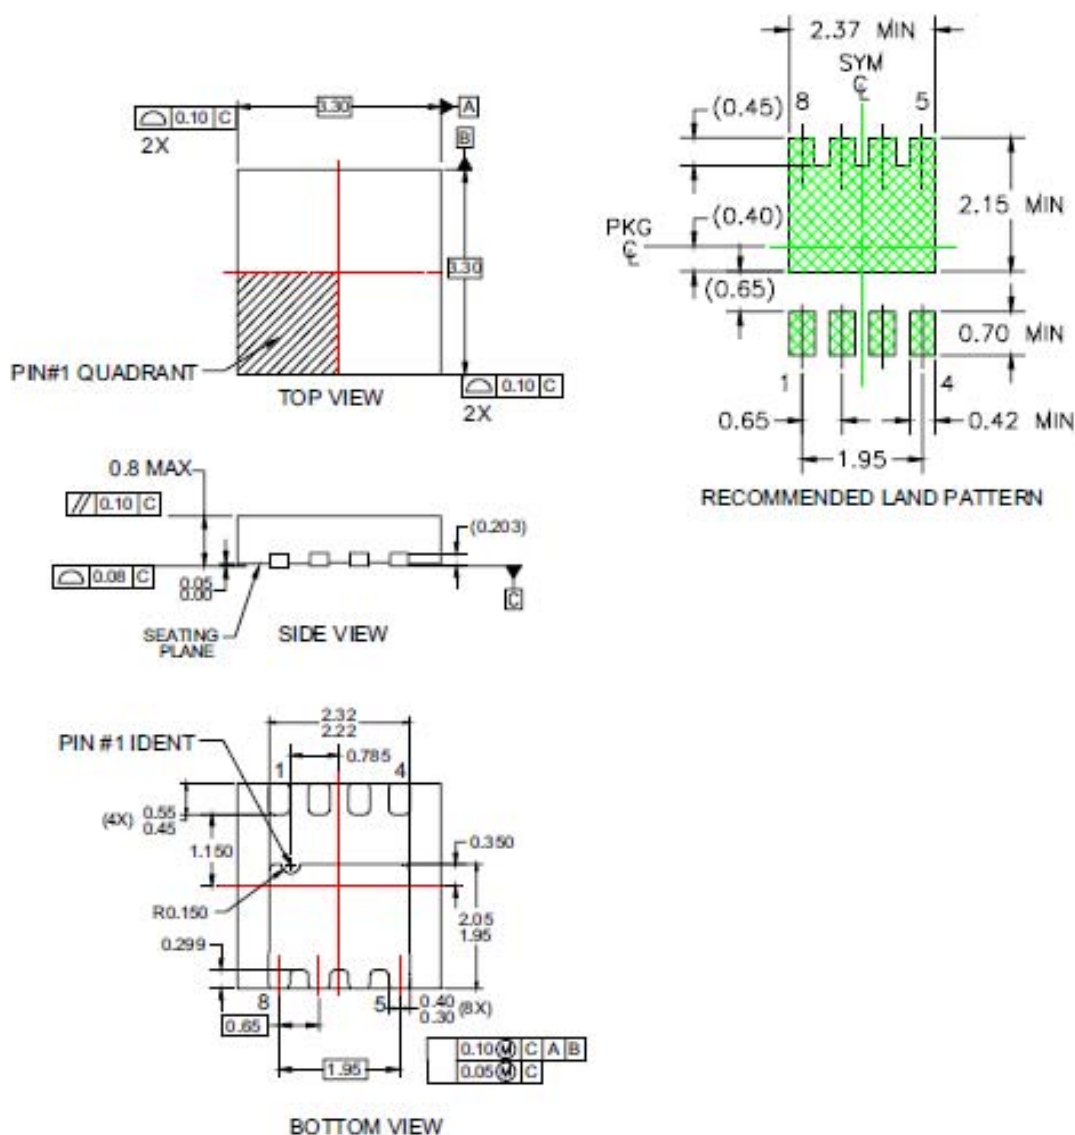 ⌓ 0.10 C
2X
3.30
A
B
3.30
PIN#1 QUADRANT
TOP VIEW
⌓ 0.10 C
2X
2.37 MIN
SYM
℄
8
5
(0.45)
2.15 MIN
(0.40)
PKG
℄
(0.65)
0.70 MIN
1
4
0.65
0.42 MIN
1.95
RECOMMENDED LAND PATTERN
0.8 MAX
// 0.10 C
(0.203)
⌓ 0.08 C
0.05
0.00
C
SEATING
PLANE
SIDE VIEW
2.32
2.22
PIN #1 IDENT
0.785
1
4
(4X) 0.55
0.45
0.350
1.150
R0.150
2.05
1.95
0.299
8
5
0.40
0.30 (8X)
0.65
0.10Ⓜ C A B
0.05Ⓜ C
1.95
BOTTOM VIEW